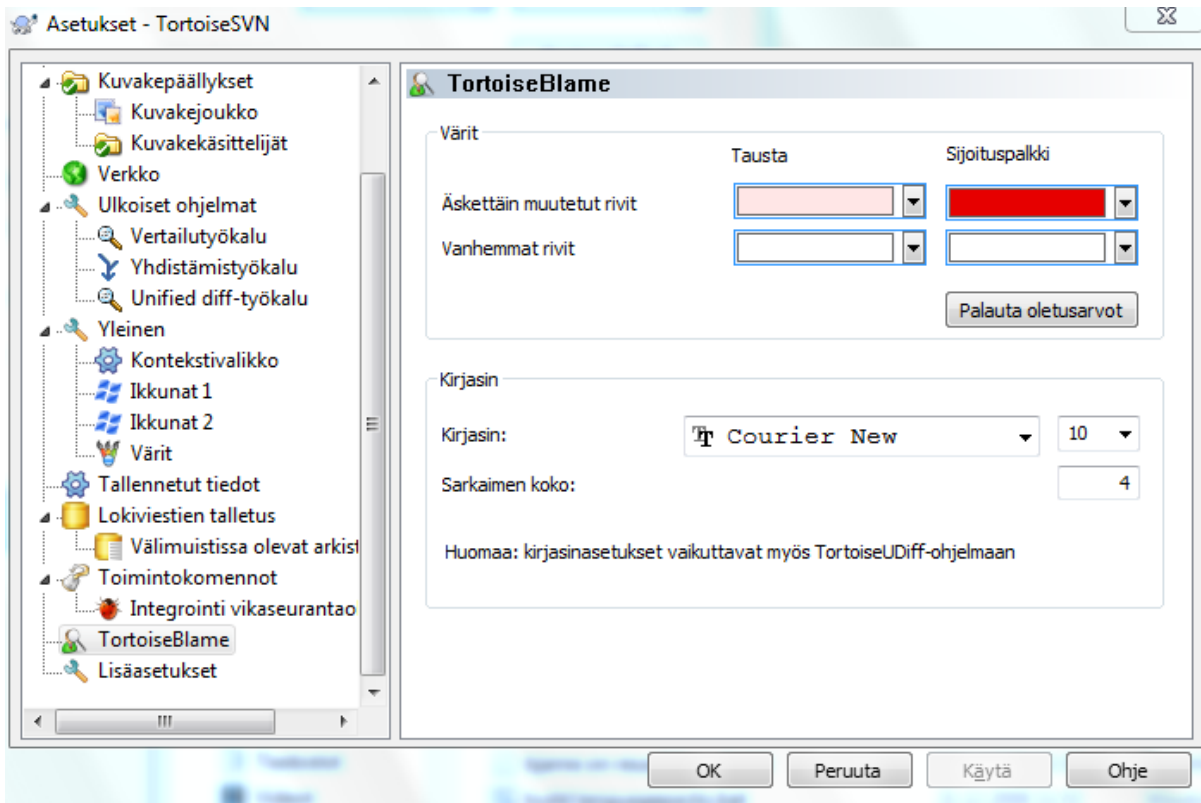 Asetukset - TortoiseSVN
Kuvakepäällykset
Kuvakejoukko
Kuvakekäsittelijät
Verkko
Ulkoiset ohjelmat
Vertailutyökalu
Yhdistämistyökalu
Unified diff-työkalu
Yleinen
Kontekstivalikko
Ikkunat 1
Ikkunat 2
Värit
Tallennetut tiedot
Lokiviestien talletus
Välimuistissa olevat arkist
Toimintokomennot
Integrointi vikaseurantao
TortoiseBlame
Lisäasetukset
TortoiseBlame
Värit
Tausta Sijoituspalkki
Äskettäin muutetut rivit
Vanhemmat rivit
Palauta oletusarvot
Kirjasin
Kirjasin: Courier New 10
Sarkaimen koko: 4
Huomaa: kirjasinasetukset vaikuttavat myös TortoiseUDiff-ohjelmaan
OK Peruuta Käytä Ohje